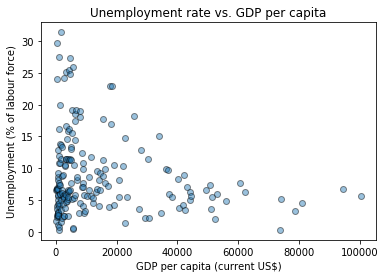 Unemployment rate vs. GDP per capita
Unemployment (% of labour force)
30
25
20
15
10
5
0
0 20000 40000 60000 80000 100000
GDP per capita (current US$)